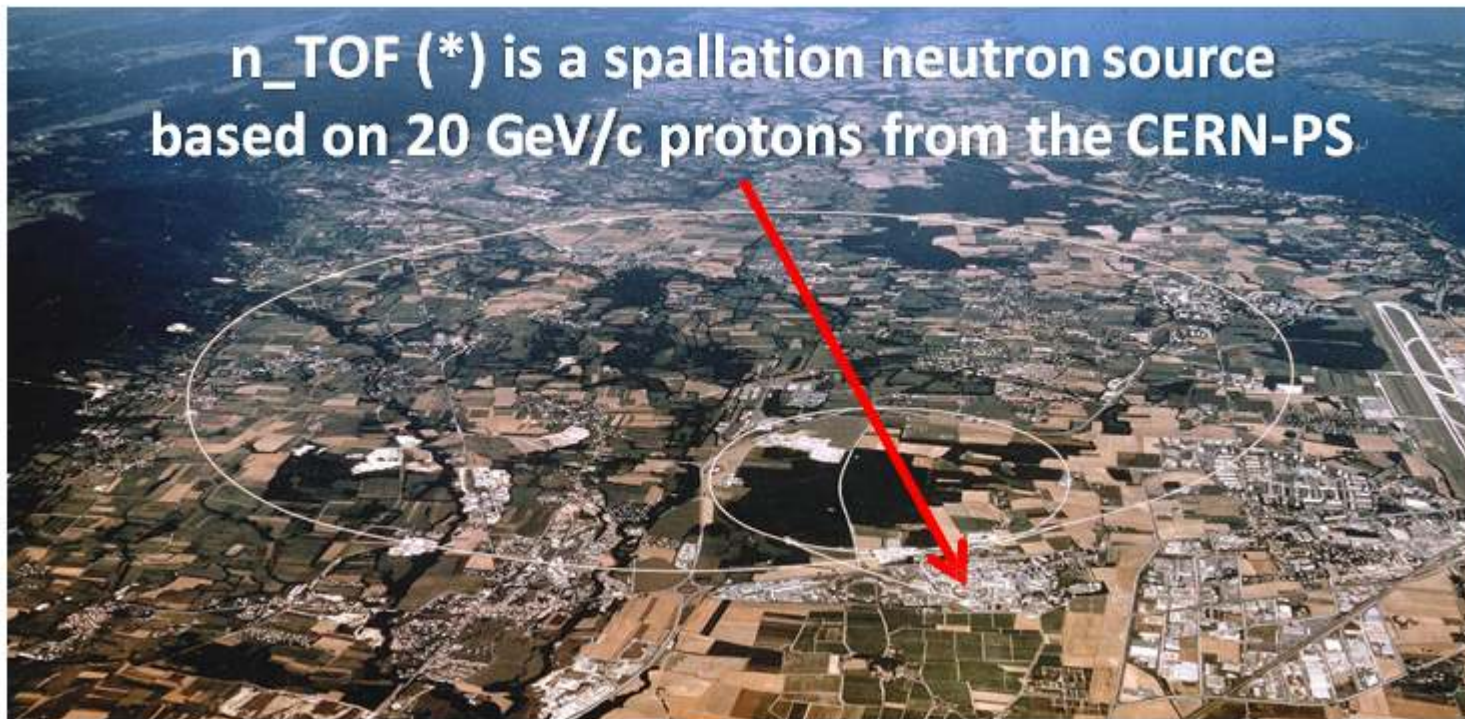 n_TOF (*) is a spallation neutron source
based on 20 GeV/c protons from the CERN-PS